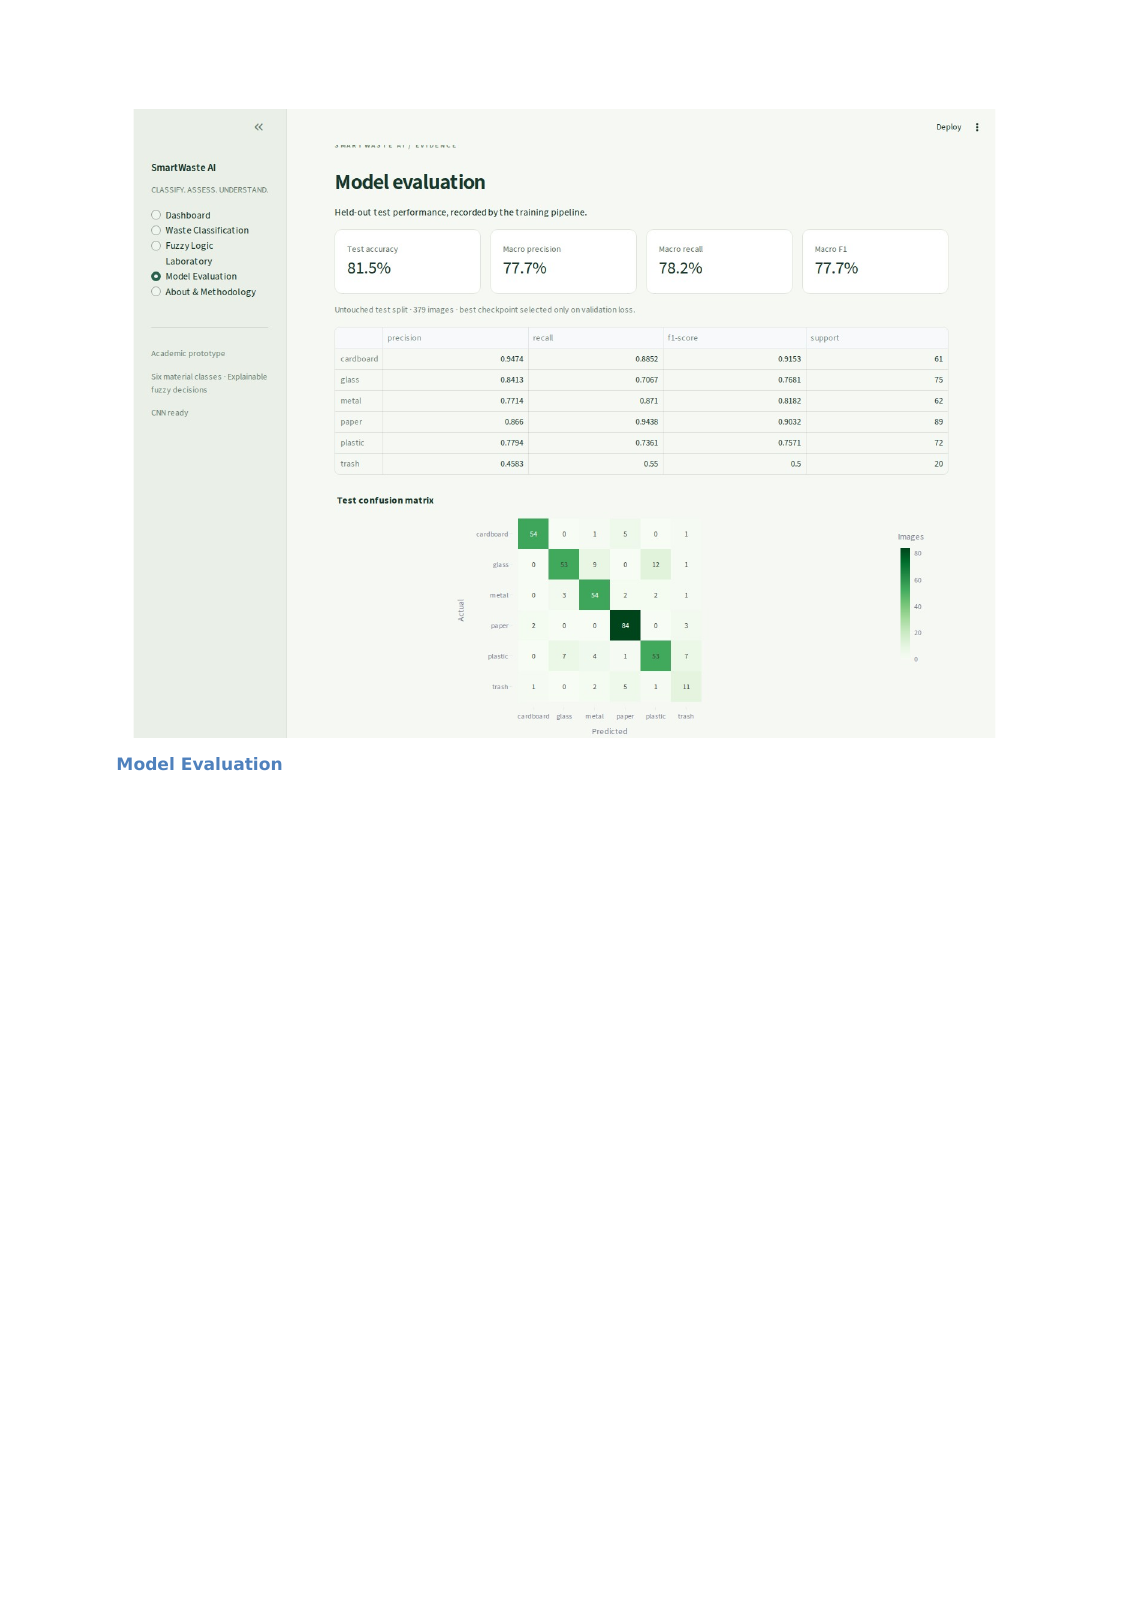 Deploy
SMARTWASTE AI / EVIDENCE
SmartWaste AI
CLASSIFY. ASSESS. UNDERSTAND.
Dashboard
Waste Classification
Fuzzy Logic
Laboratory
Model Evaluation
About & Methodology
Academic prototype
Six material classes · Explainable
fuzzy decisions
CNN ready
Model evaluation
Held-out test performance, recorded by the training pipeline.
Test accuracy Macro precision Macro recall Macro F1
81.5% 77.7% 78.2% 77.7%
Untouched test split · 379 images · best checkpoint selected only on validation loss.
precision recall f1-score support
cardboard 0.9474 0.8852 0.9153 61
glass 0.8413 0.7067 0.7681 75
metal 0.7714 0.871 0.8182 62
paper 0.866 0.9438 0.9032 89
plastic 0.7794 0.7361 0.7571 72
trash 0.4583 0.55 0.5 20
Test confusion matrix
cardboard 54 0 1 5 0 1
glass 0 53 9 0 12 1
metal 0 3 54 2 2 1
paper 2 0 0 84 0 3
plastic 0 7 4 1 53 7
trash 1 0 2 5 1 11
cardboard glass metal paper plastic trash
Predicted
Actual
Images
80
60
40
20
0
Model Evaluation